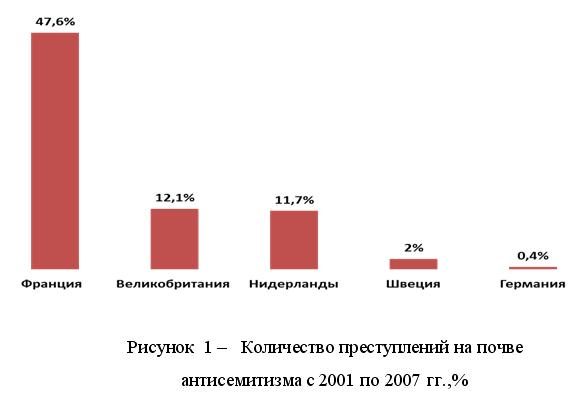 47,6%
12,1%
11,7%
2%
0,4%
Франция
Великобритания
Нидерланды
Швеция
Германия
Рисунок 1 – Количество преступлений на почве
антисемитизма с 2001 по 2007 гг.,%